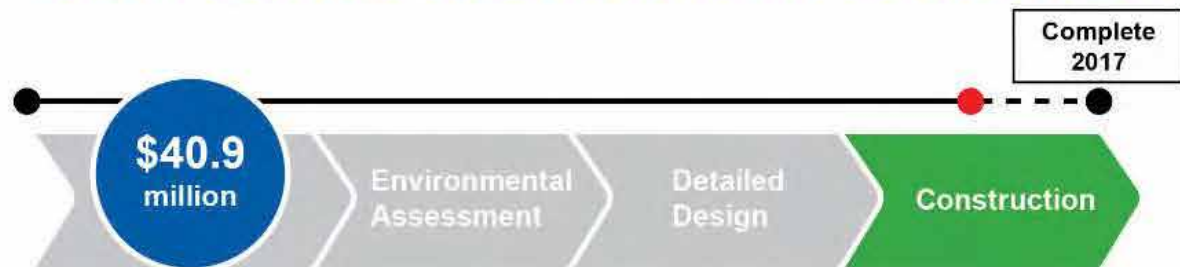 Complete
2017
$40.9
million
Environmental
Assessment
Detailed
Design
Construction